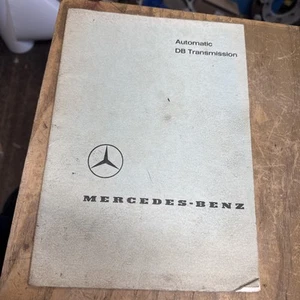 Automatic
DB Transmission
MERCEDES-BENZ